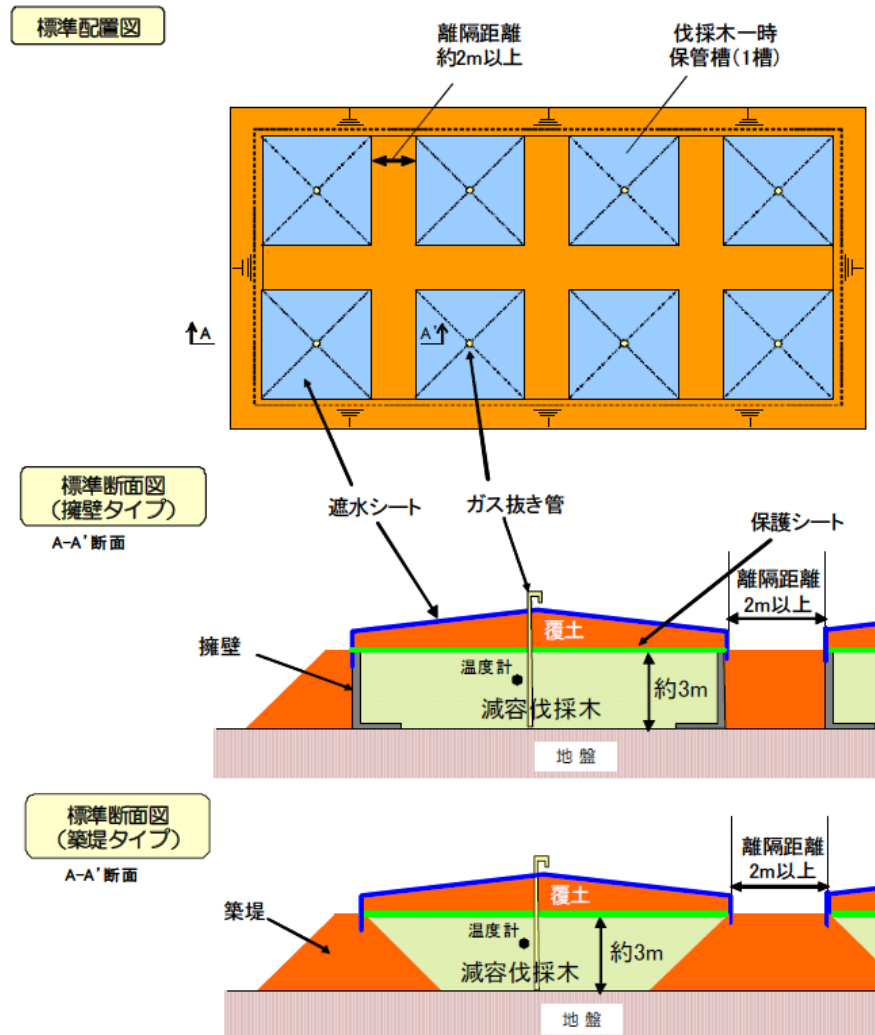 標準配置図
離隔距離
約2m以上
伐採木一時
保管槽(1槽)
A
A'
標準断面図
(擁壁タイプ)
A-A'断面
遮水シート
ガス抜き管
保護シート
離隔距離
2m以上
擁壁
覆土
温度計
約3m
減容伐採木
地盤
標準断面図
(築堤タイプ)
A-A'断面
離隔距離
2m以上
築堤
覆土
温度計
約3m
減容伐採木
地盤